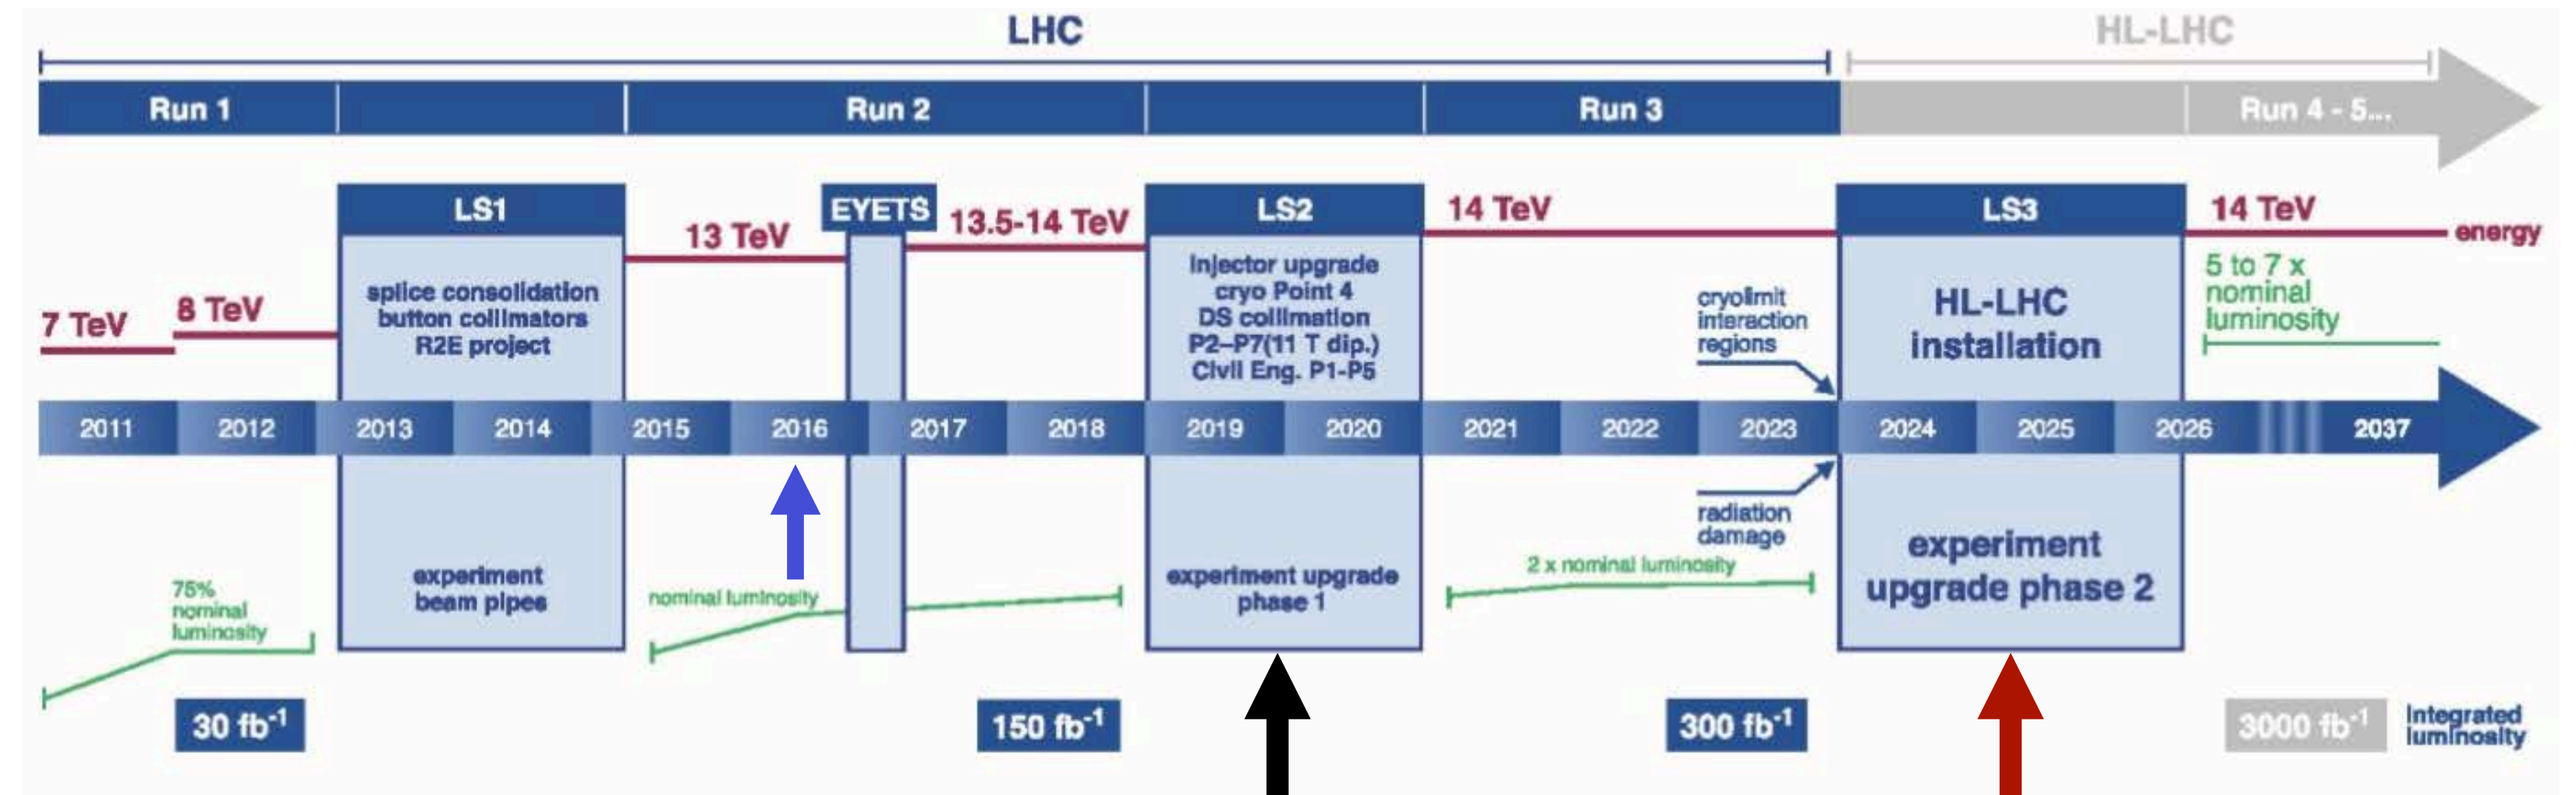 LHC
HL-LHC
Run 1
Run 2
Run 3
Run 4 - 5...
LS1
EYETS
LS2
LS3
7 TeV
8 TeV
13 TeV
13.5-14 TeV
14 TeV
14 TeV
energy
splice consolidation
button collimators
R2E project
Injector upgrade
cryo Point 4
DS collimation
P2–P7(11 T dip.)
Civil Eng. P1-P5
cryolimit
interaction
regions
HL-LHC
installation
5 to 7 x
nominal
luminosity
2011
2012
2013
2014
2015
2016
2017
2018
2019
2020
2021
2022
2023
2024
2025
2026
2037
75%
nominal
luminosity
experiment
beam pipes
nominal luminosity
experiment upgrade
phase 1
2 x nominal luminosity
radiation
damage
experiment
upgrade phase 2
30 fb⁻¹
150 fb⁻¹
300 fb⁻¹
3000 fb⁻¹
Integrated
luminosity